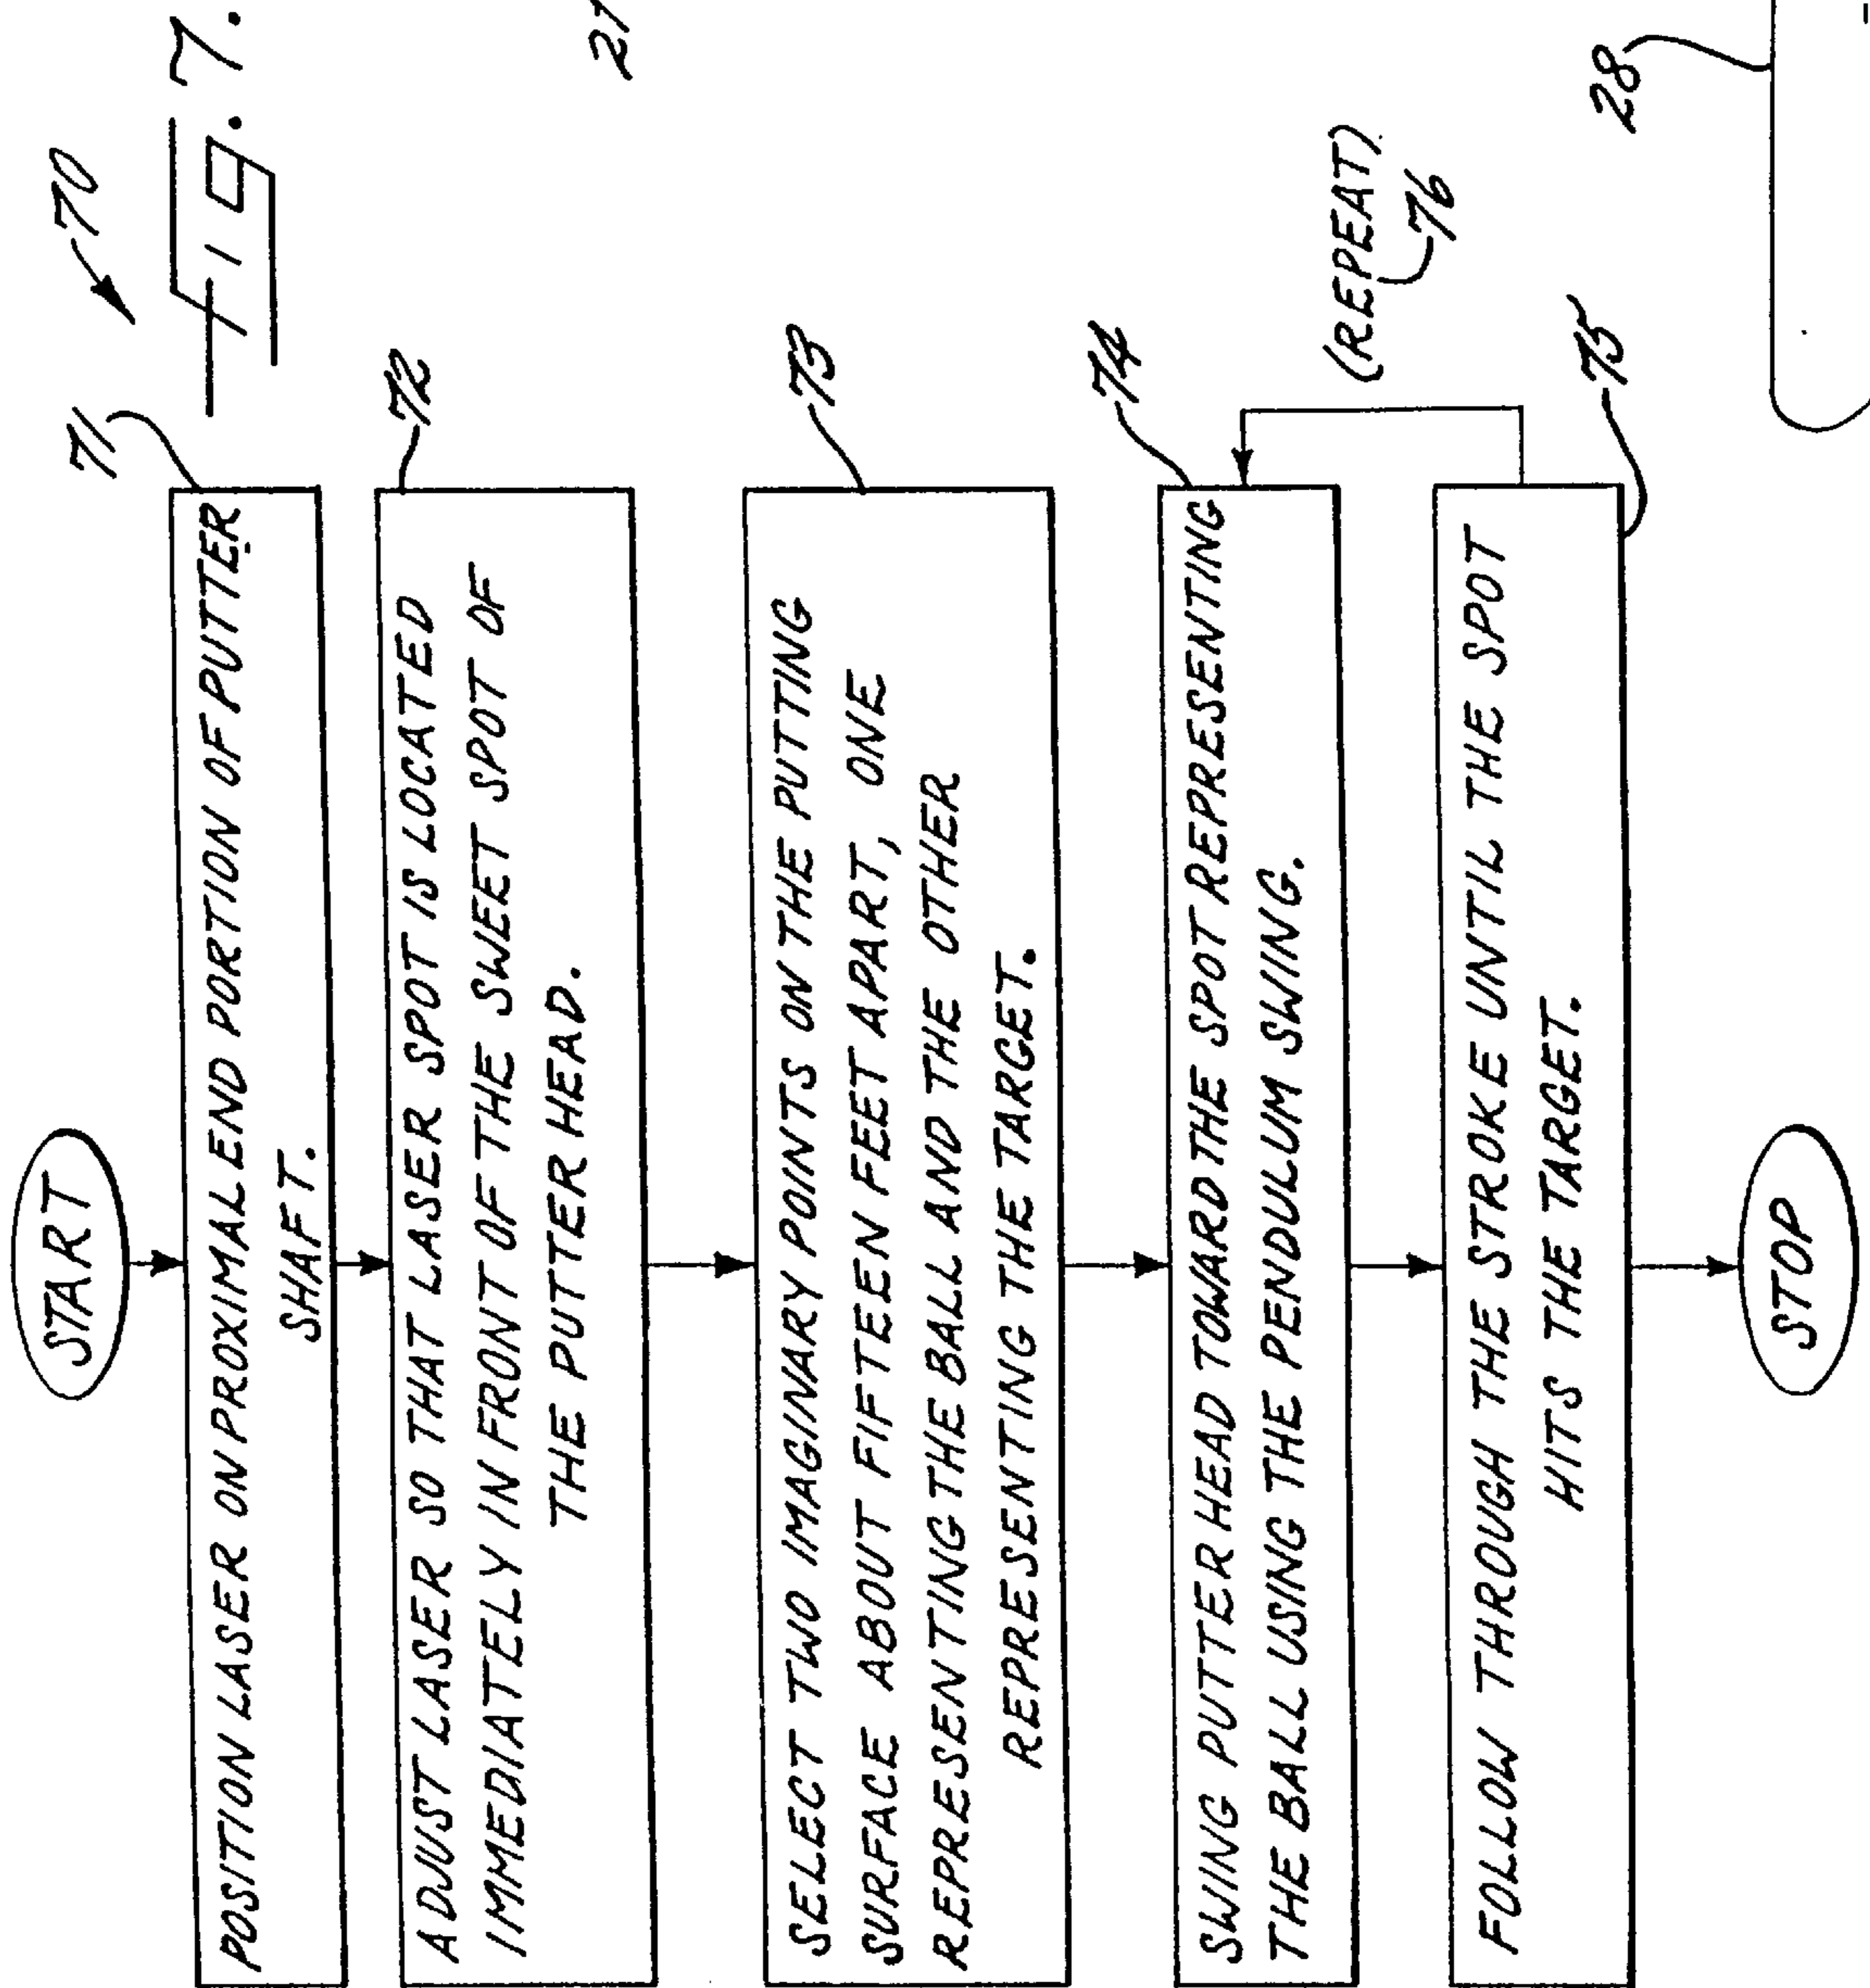 FIG. 7.
70
START
71
POSITION LASER ON PROXIMAL END PORTION OF PUTTER
SHAFT.
72
ADJUST LASER SO THAT LASER SPOT IS LOCATED
IMMEDIATELY IN FRONT OF THE SWEET SPOT OF
THE PUTTER HEAD.
73
SELECT TWO IMAGINARY POINTS ON THE PUTTING
SURFACE ABOUT FIFTEEN FEET APART, ONE
REPRESENTING THE BALL AND THE OTHER
REPRESENTING THE TARGET.
74
SWING PUTTER HEAD TOWARD THE SPOT REPRESENTING
THE BALL USING THE PENDULUM SWING.
(REPEAT)
76
75
FOLLOW THROUGH THE STROKE UNTIL THE SPOT
HITS THE TARGET.
STOP
28